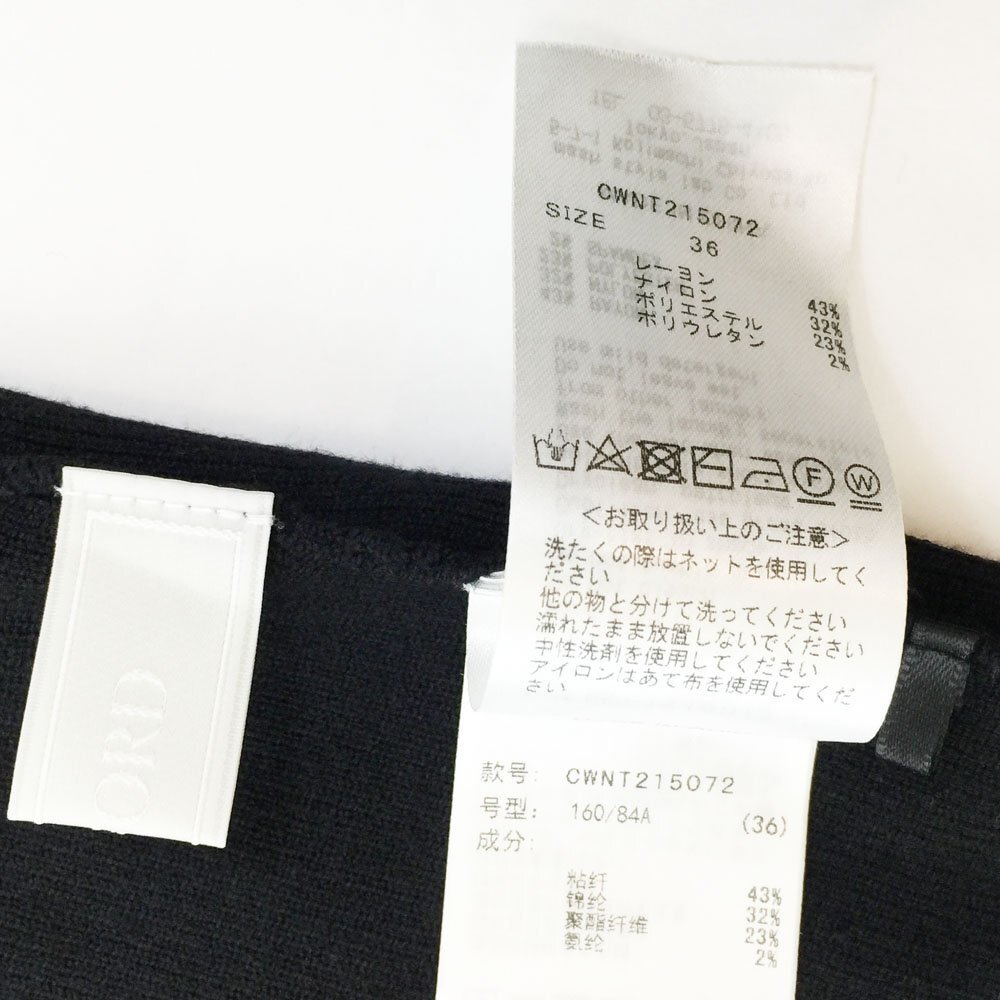 CWNT215072
SIZE 36
レーヨン 43%
ナイロン 32%
ポリエステル 23%
ポリウレタン 2%
F W
<お取り扱い上のご注意>
洗たくの際はネットを使用してく
ださい
他の物と分けて洗ってください
濡れたまま放置しないでください
中性洗剤を使用してください
アイロンはあて布を使用してくだ
さい
款号: CWNT215072
号型: 160/84A (36)
成分:
粘纤 43%
锦纶 32%
聚酯纤维 23%
氨纶 2%
ORD